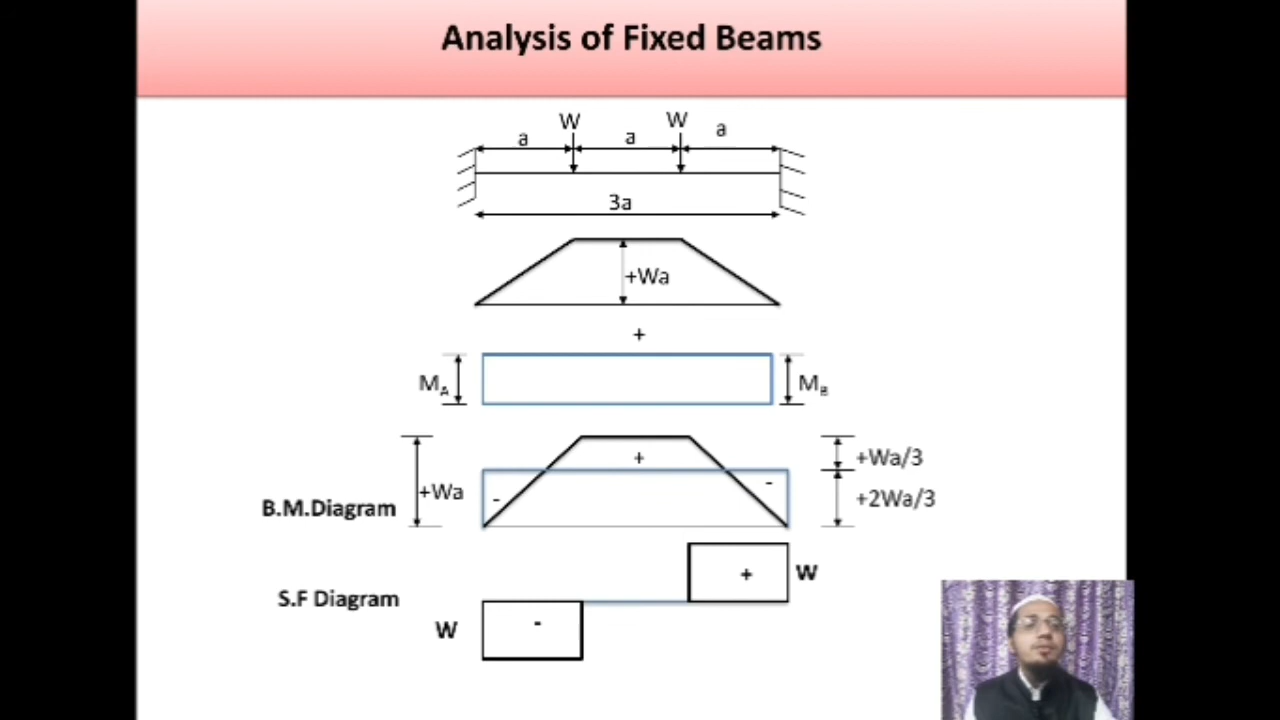 Analysis of Fixed Beams
W W
a a a
3a
+Wa
+
M_A M_B
+ +Wa/3
- -
+Wa +2Wa/3
B.M.Diagram
+ W
S.F Diagram
W -